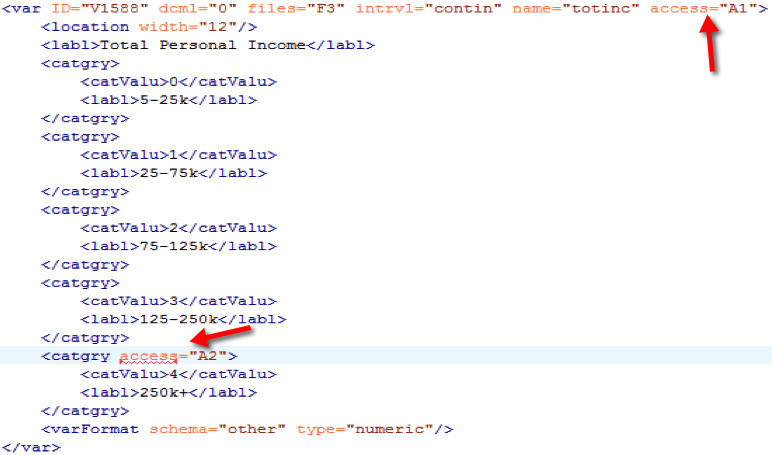 <var ID="V1588" dcml="0" files="F3" intrvl="contin" name="totinc" access="A1">
<location width="12"/>
<labl>Total Personal Income</labl>
<catgry>
<catValu>0</catValu>
<labl>5-25k</labl>
</catgry>
<catgry>
<catValu>1</catValu>
<labl>25-75k</labl>
</catgry>
<catgry>
<catValu>2</catValu>
<labl>75-125k</labl>
</catgry>
<catgry>
<catValu>3</catValu>
<labl>125-250k</labl>
</catgry>
<catgry access="A2">
<catValu>4</catValu>
<labl>250k+</labl>
</catgry>
<varFormat schema="other" type="numeric"/>
</var>